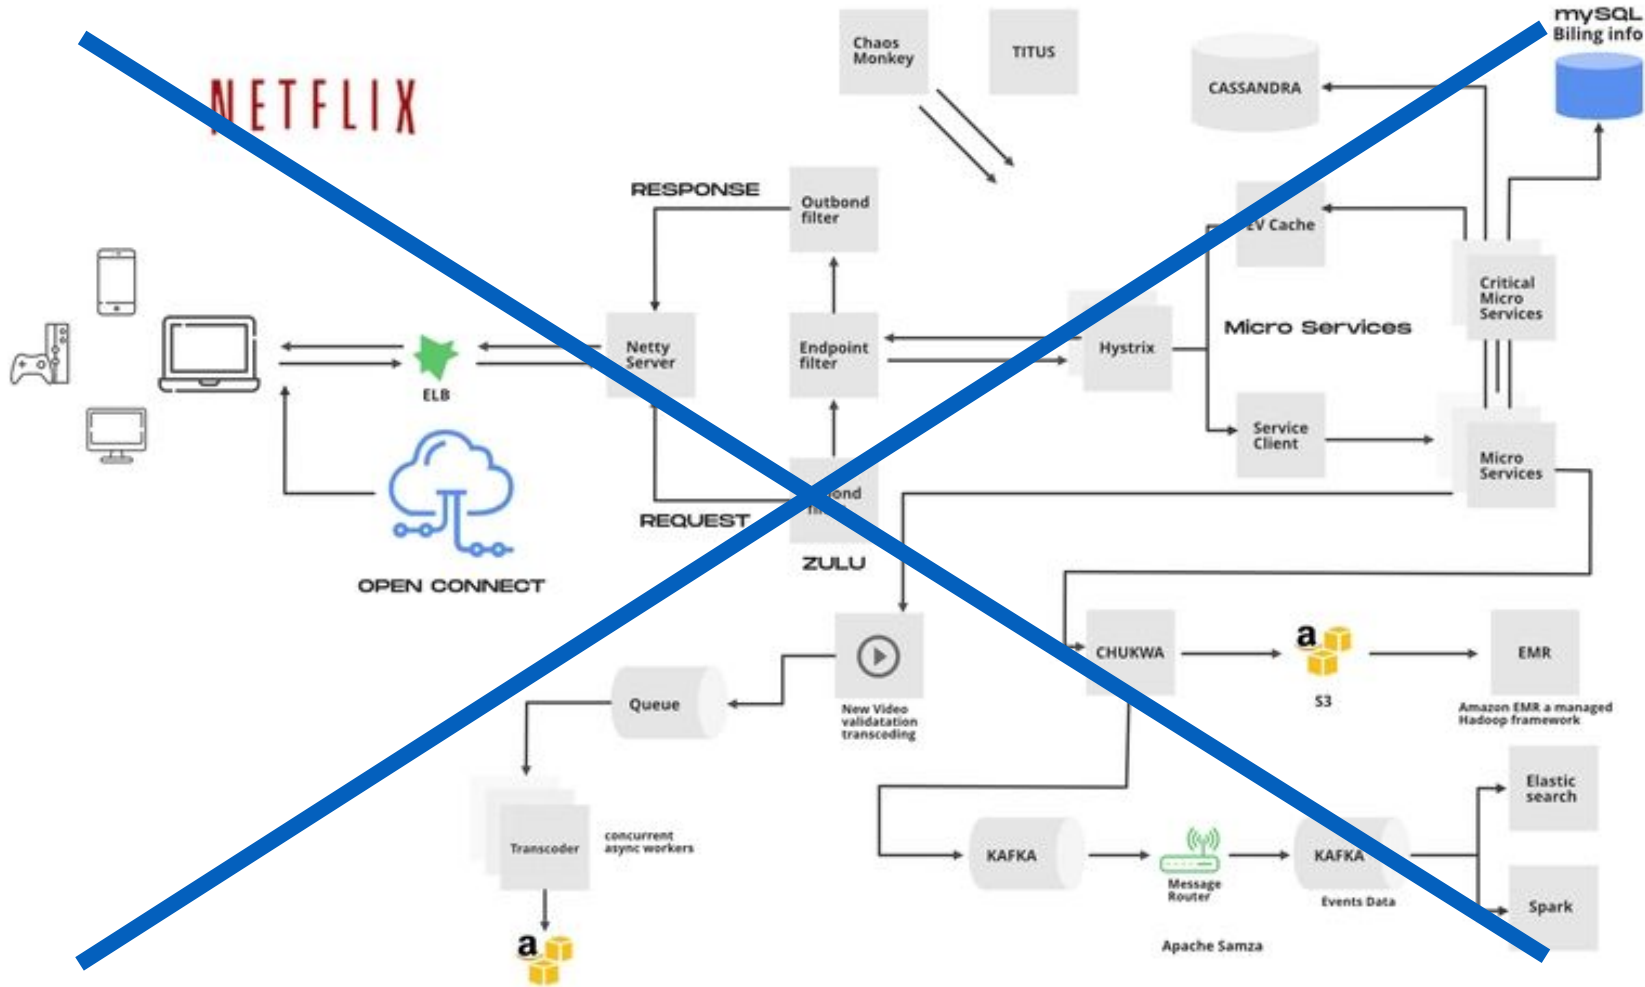 NETFLIX
Chaos
Monkey
TITUS
CASSANDRA
mySQL
Biling info
RESPONSE
Outbond
filter
EV Cache
Critical
Micro
Services
Micro Services
Netty
Server
Endpoint
filter
Hystrix
ELB
Service
Client
Micro
Services
REQUEST
ZULU
OPEN CONNECT
CHUKWA
a
S3
EMR
Amazon EMR a managed
Hadoop framework
Queue
New Video
validatation
transcoding
Elastic
search
Transcoder
concurrent
async workers
KAFKA
Message
Router
KAFKA
Events Data
Spark
Apache Samza
a